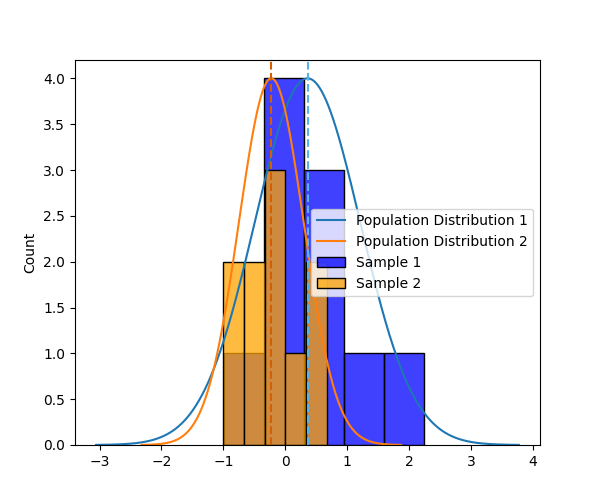 4.0
3.5
3.0
2.5
2.0
1.5
1.0
0.5
0.0
Count
Population Distribution 1
Population Distribution 2
Sample 1
Sample 2
−3 −2 −1 0 1 2 3 4